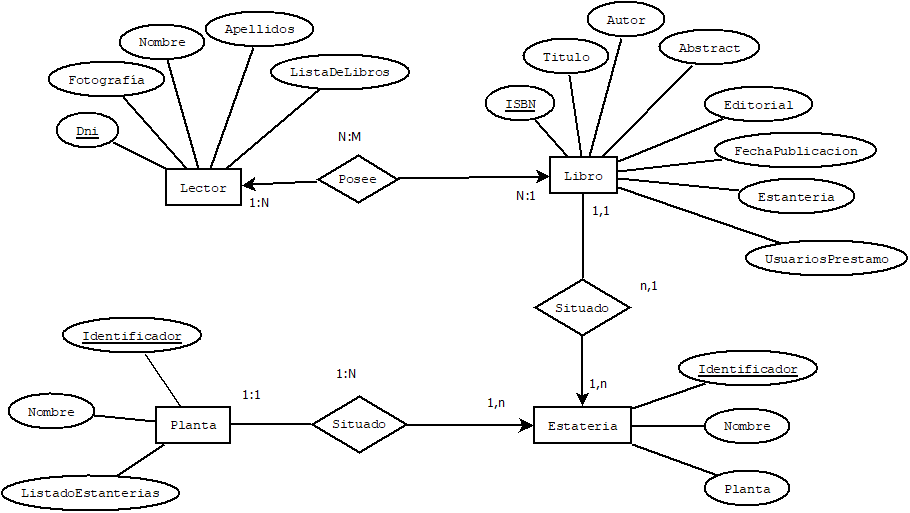 Autor
Apellidos
Nombre
Abstract
Titulo
Fotografía
ListaDeLibros
ISBN
Editorial
Dni
N:M
FechaPublicacion
Lector
Posee
Libro
1:N
N:1
Estanteria
1,1
UsuariosPrestamo
n,1
Situado
Identificador
1:N
Identificador
1:1
1,n
1,n
Nombre
Planta
Situado
Estateria
Nombre
ListadoEstanterias
Planta